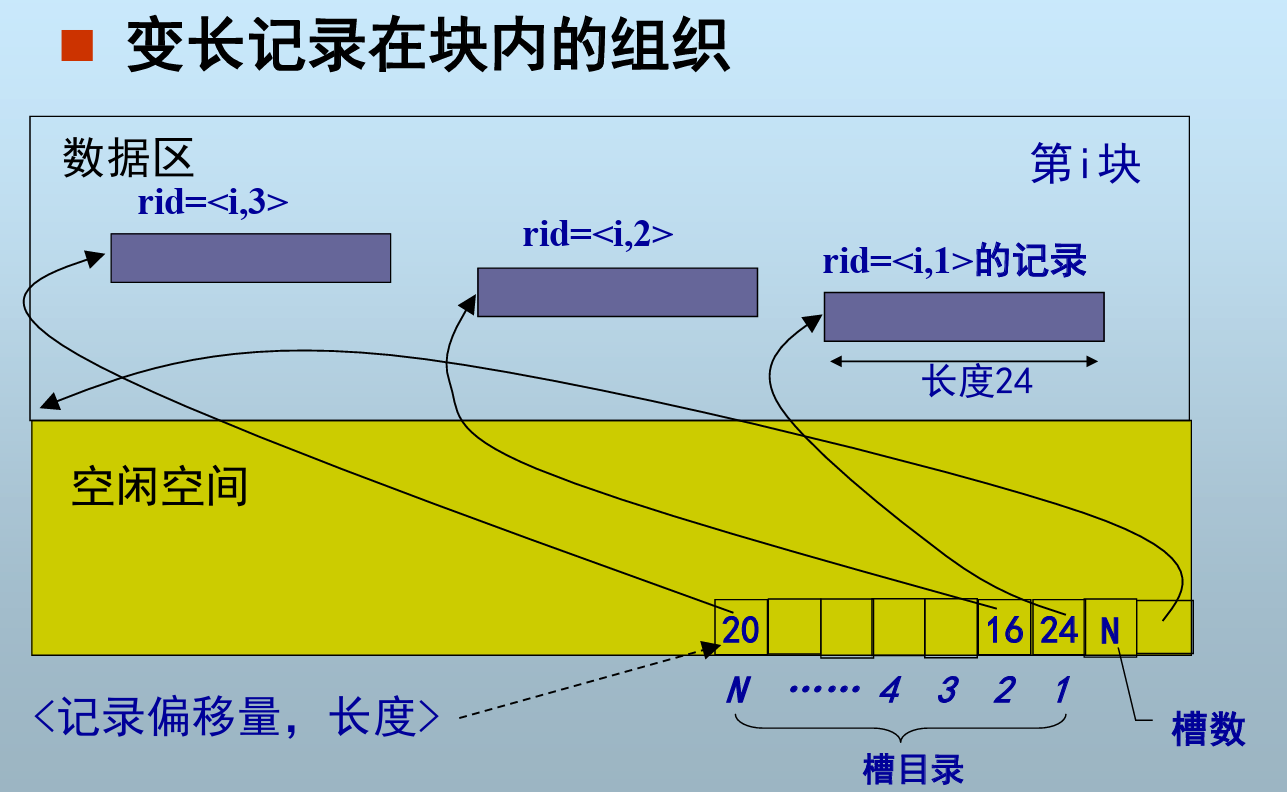 变长记录在块内的组织
数据区
第i块
rid=<i,3>
rid=<i,2>
rid=<i,1>的记录
长度24
空闲空间
20 16 24 N
N …… 4 3 2 1
<记录偏移量，长度>
槽数
槽目录